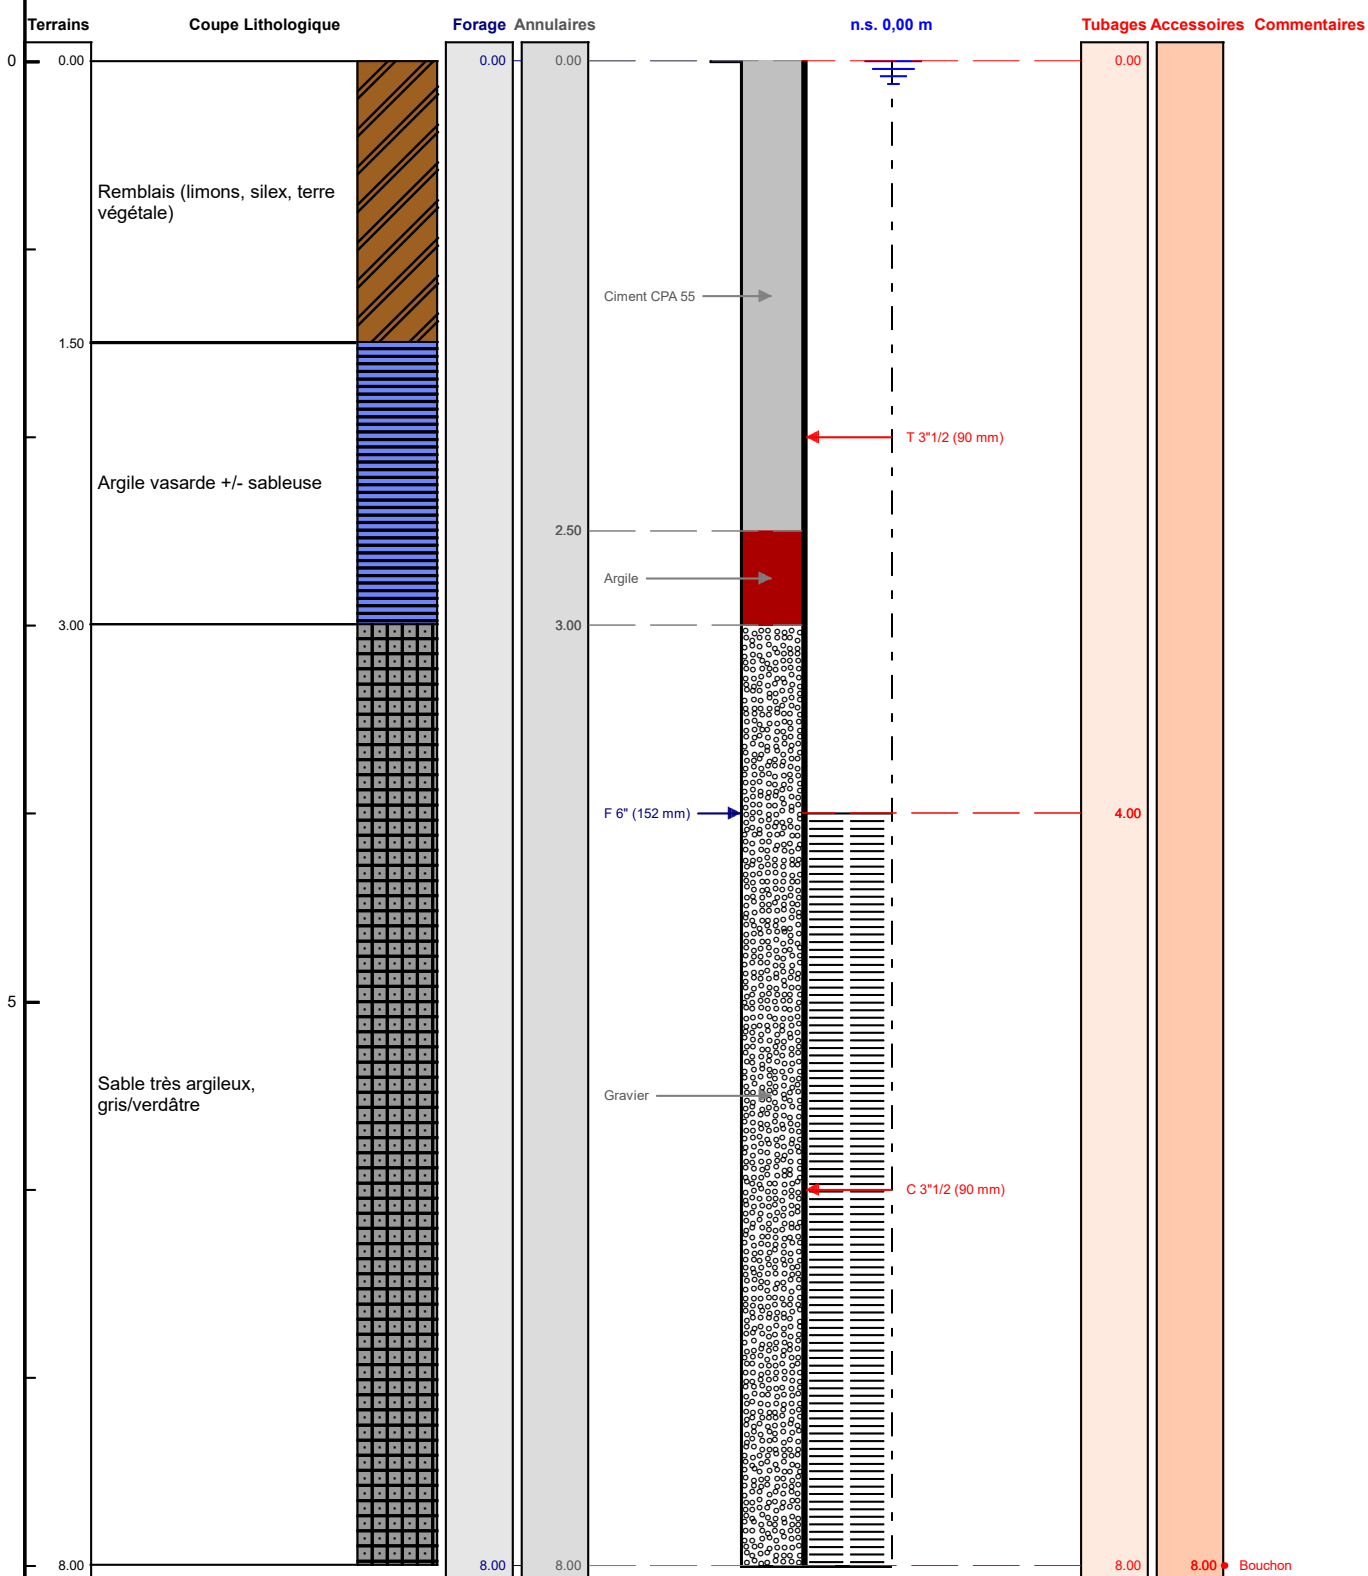 Terrains Coupe Lithologique Forage Annulaires n.s. 0,00 m Tubages Accessoires Commentaires
0 0.00 0.00 0.00 0.00
Remblais (limons, silex, terre
végétale)
Ciment CPA 55
1.50
T 3"1/2 (90 mm)
Argile vasarde +/- sableuse
2.50
Argile
3.00 3.00
F 6" (152 mm) 4.00
5
Sable très argileux,
gris/verdâtre
Gravier
C 3"1/2 (90 mm)
8.00 8.00 8.00 8.00 8.00 Bouchon